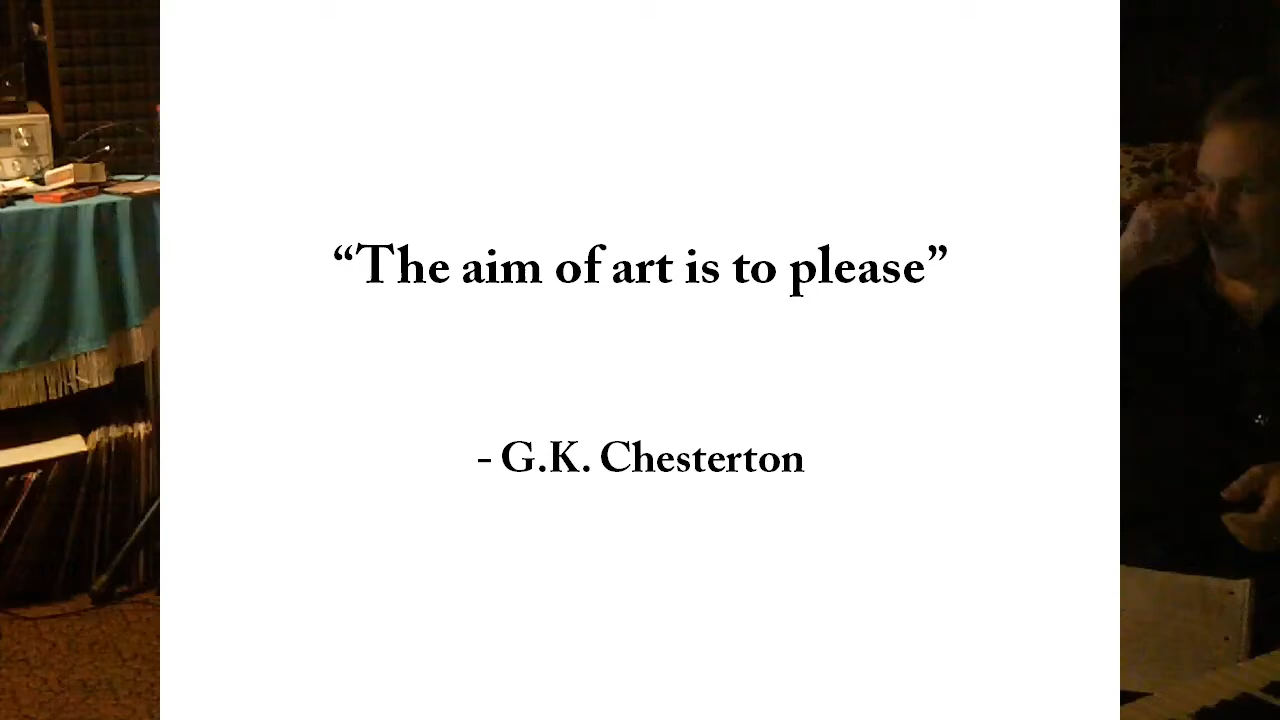 “The aim of art is to please”
- G.K. Chesterton